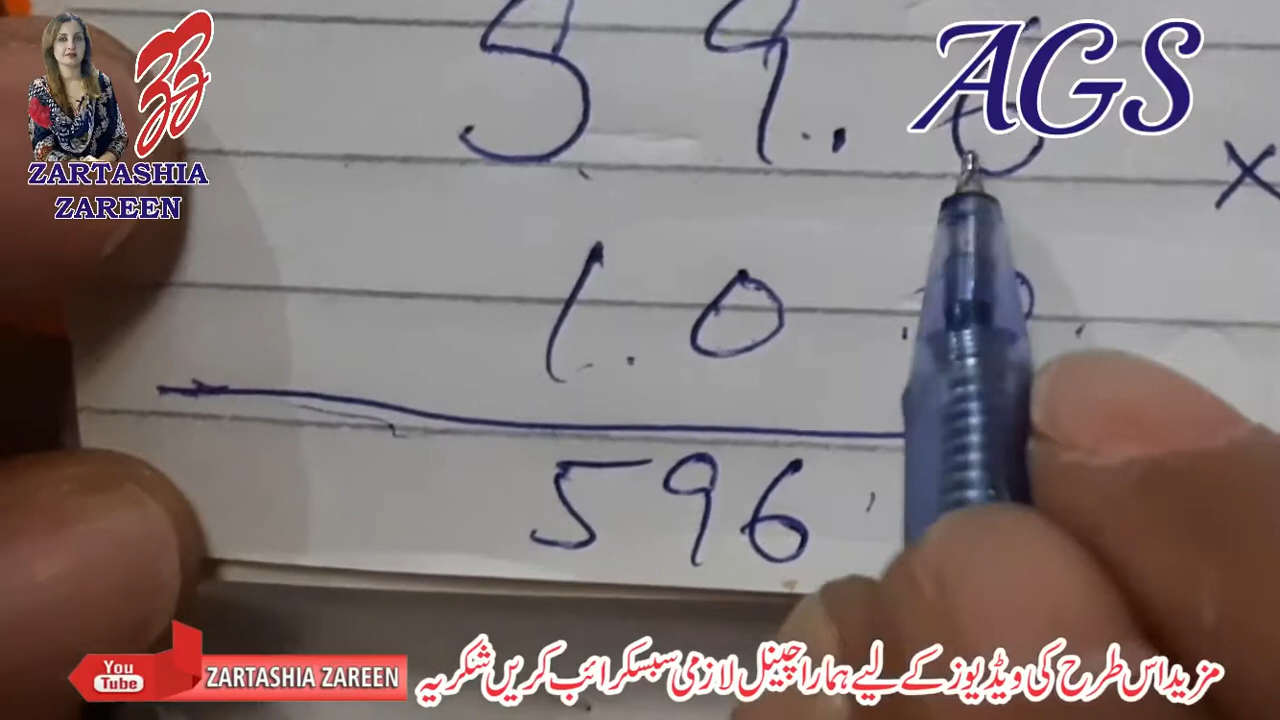 AGS
ZARTASHIA
ZAREEN
59.6 ×
1.0
596
You
Tube
ZARTASHIA ZAREEN
مزید اس طرح کی ویڈیوز کے لیے ہمارا چینل لازمی سبسکرائب کریں شکریہ